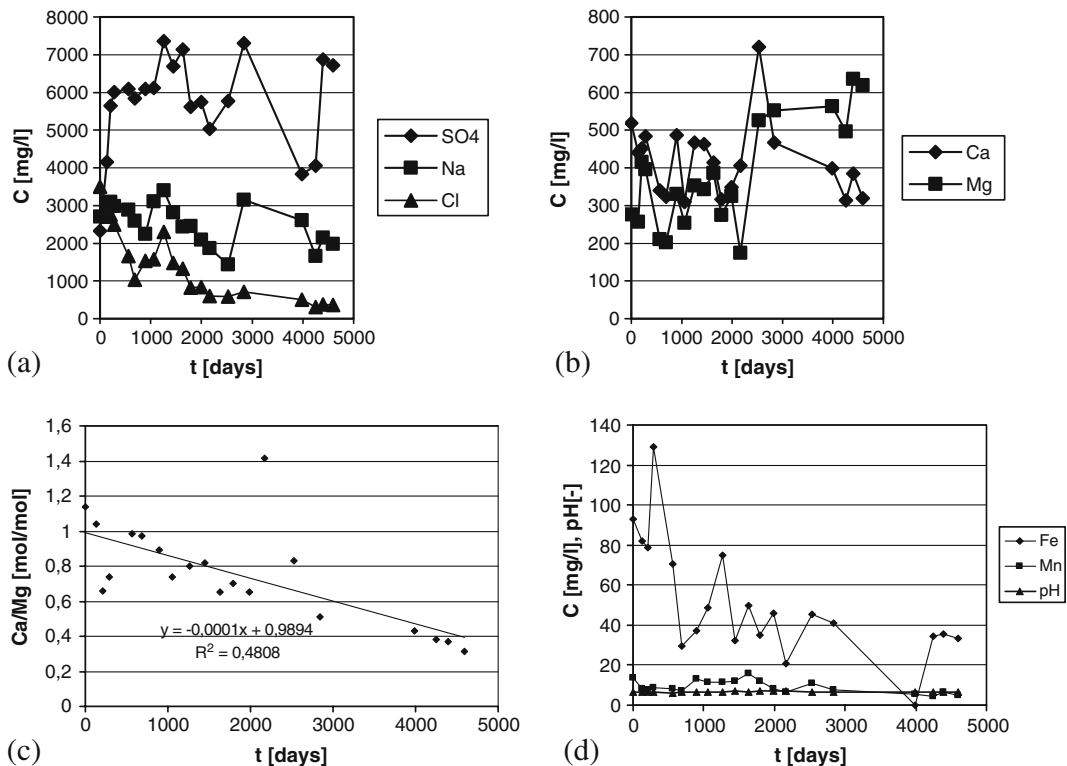 8000
7000
6000
5000
4000
3000
2000
1000
0
C [mg/l]
0 1000 2000 3000 4000 5000
t [days]
SO4
Na
Cl
(a)
800
700
600
500
400
300
200
100
0
C [mg/l]
0 1000 2000 3000 4000 5000
t [days]
Ca
Mg
(b)
1,6
1,4
1,2
1
0,8
0,6
0,4
0,2
0
Ca/Mg [mol/mol]
y = -0,0001x + 0,9894
R² = 0,4808
0 1000 2000 3000 4000 5000
t [days]
(c)
140
120
100
80
60
40
20
0
C [mg/l], pH[-]
0 1000 2000 3000 4000 5000
t [days]
Fe
Mn
pH
(d)